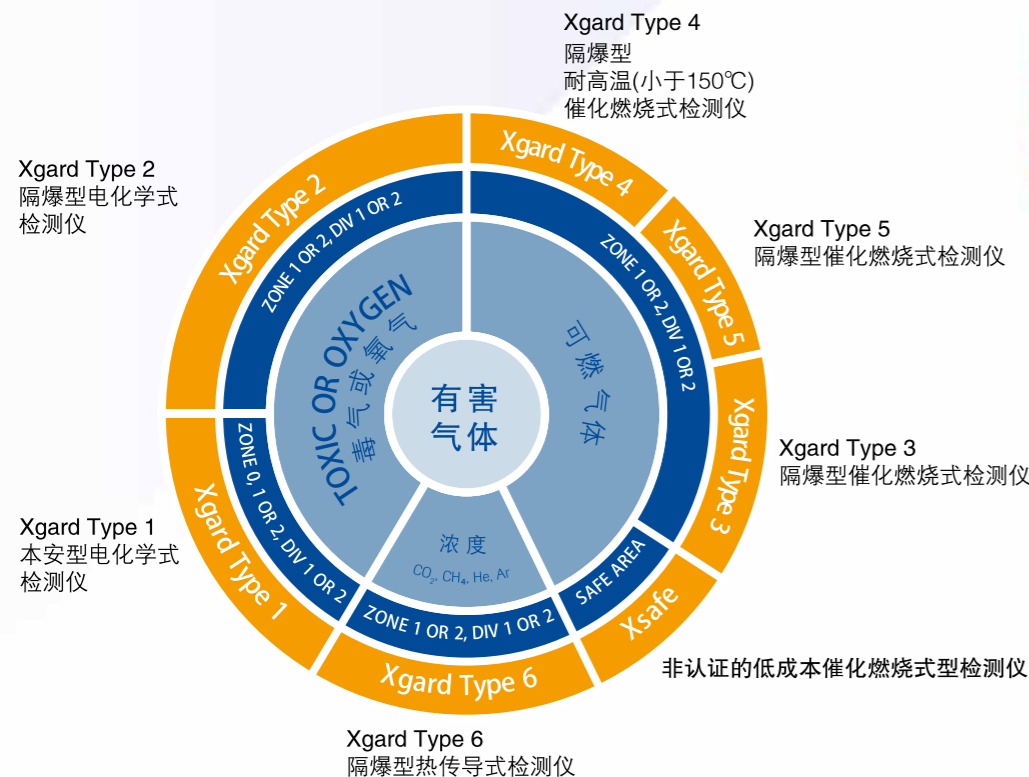 Xgard Type 4
隔爆型
耐高温(小于150℃)
催化燃烧式检测仪
Xgard Type 2
隔爆型电化学式
检测仪
Xgard Type 5
隔爆型催化燃烧式检测仪
Xgard Type 3
隔爆型催化燃烧式检测仪
Xgard Type 1
本安型电化学式
检测仪
非认证的低成本催化燃烧式型检测仪
Xgard Type 6
隔爆型热传导式检测仪
Xgard Type 2
Xgard Type 4
Xgard Type 5
Xgard Type 3
Xsafe
Xgard Type 6
Xgard Type 1
ZONE 1 OR 2, DIV 1 OR 2
ZONE 1 OR 2, DIV 1 OR 2
SAFE AREA
ZONE 1 OR 2, DIV 1 OR 2
ZONE 0, 1 OR 2, DIV 1 OR 2
TOXIC OR OXYGEN
毒气或氧气
可燃气体
浓度
CO₂, CH₄, He, Ar
有害
气体